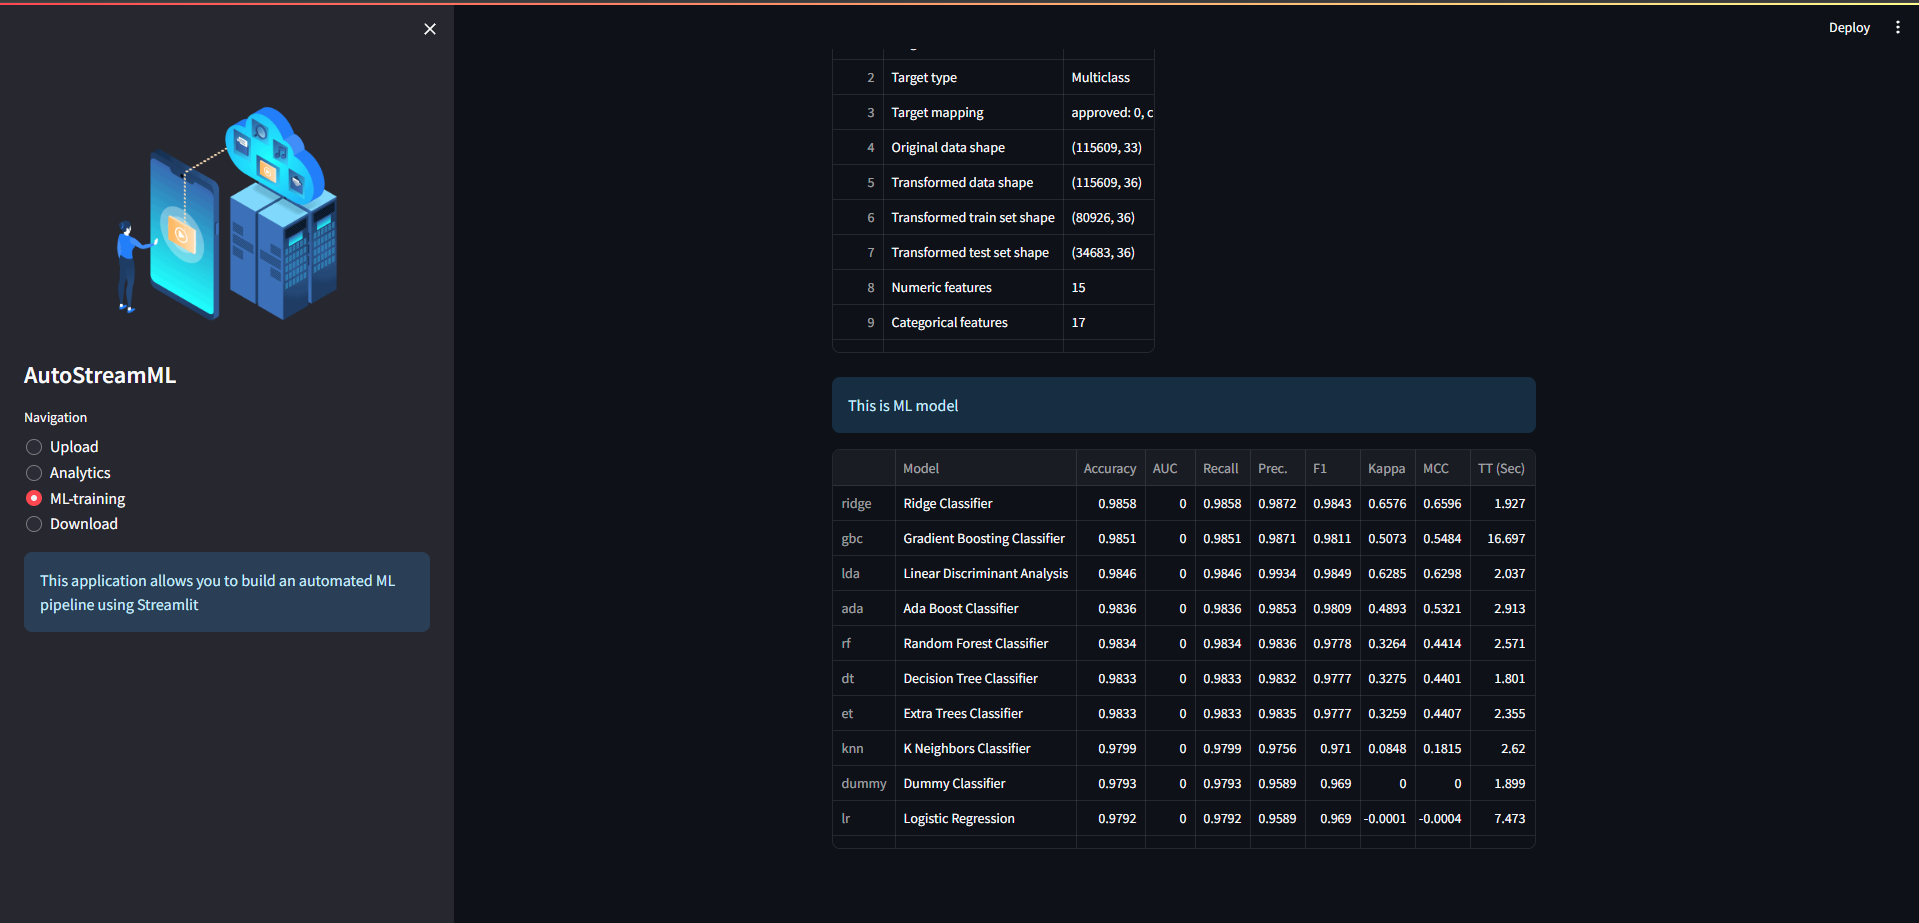 Deploy
AutoStreamML
Navigation
Upload
Analytics
ML-training
Download
This application allows you to build an automated ML
pipeline using Streamlit
2 Target type Multiclass
3 Target mapping approved: 0, c
4 Original data shape (115609, 33)
5 Transformed data shape (115609, 36)
6 Transformed train set shape (80926, 36)
7 Transformed test set shape (34683, 36)
8 Numeric features 15
9 Categorical features 17
This is ML model
Model Accuracy AUC Recall Prec. F1 Kappa MCC TT (Sec)
ridge Ridge Classifier 0.9858 0 0.9858 0.9872 0.9843 0.6576 0.6596 1.927
gbc Gradient Boosting Classifier 0.9851 0 0.9851 0.9871 0.9811 0.5073 0.5484 16.697
lda Linear Discriminant Analysis 0.9846 0 0.9846 0.9934 0.9849 0.6285 0.6298 2.037
ada Ada Boost Classifier 0.9836 0 0.9836 0.9853 0.9809 0.4893 0.5321 2.913
rf Random Forest Classifier 0.9834 0 0.9834 0.9836 0.9778 0.3264 0.4414 2.571
dt Decision Tree Classifier 0.9833 0 0.9833 0.9832 0.9777 0.3275 0.4401 1.801
et Extra Trees Classifier 0.9833 0 0.9833 0.9835 0.9777 0.3259 0.4407 2.355
knn K Neighbors Classifier 0.9799 0 0.9799 0.9756 0.971 0.0848 0.1815 2.62
dummy Dummy Classifier 0.9793 0 0.9793 0.9589 0.969 0 0 1.899
lr Logistic Regression 0.9792 0 0.9792 0.9589 0.969 -0.0001 -0.0004 7.473